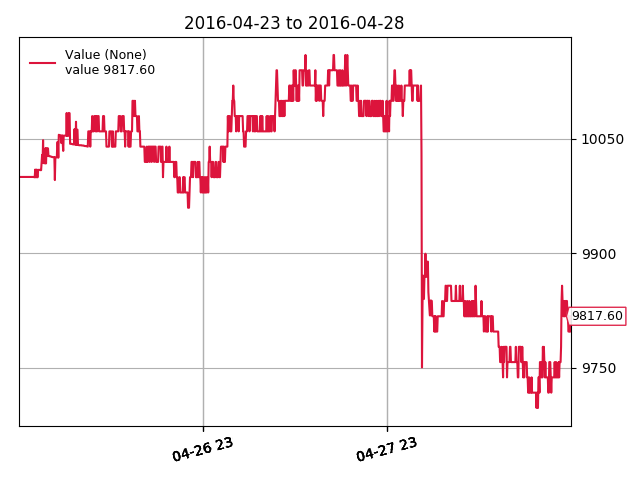 2016-04-23 to 2016-04-28
Value (None)
value 9817.60
10050
9900
9817.60
9750
04-26 23
04-27 23